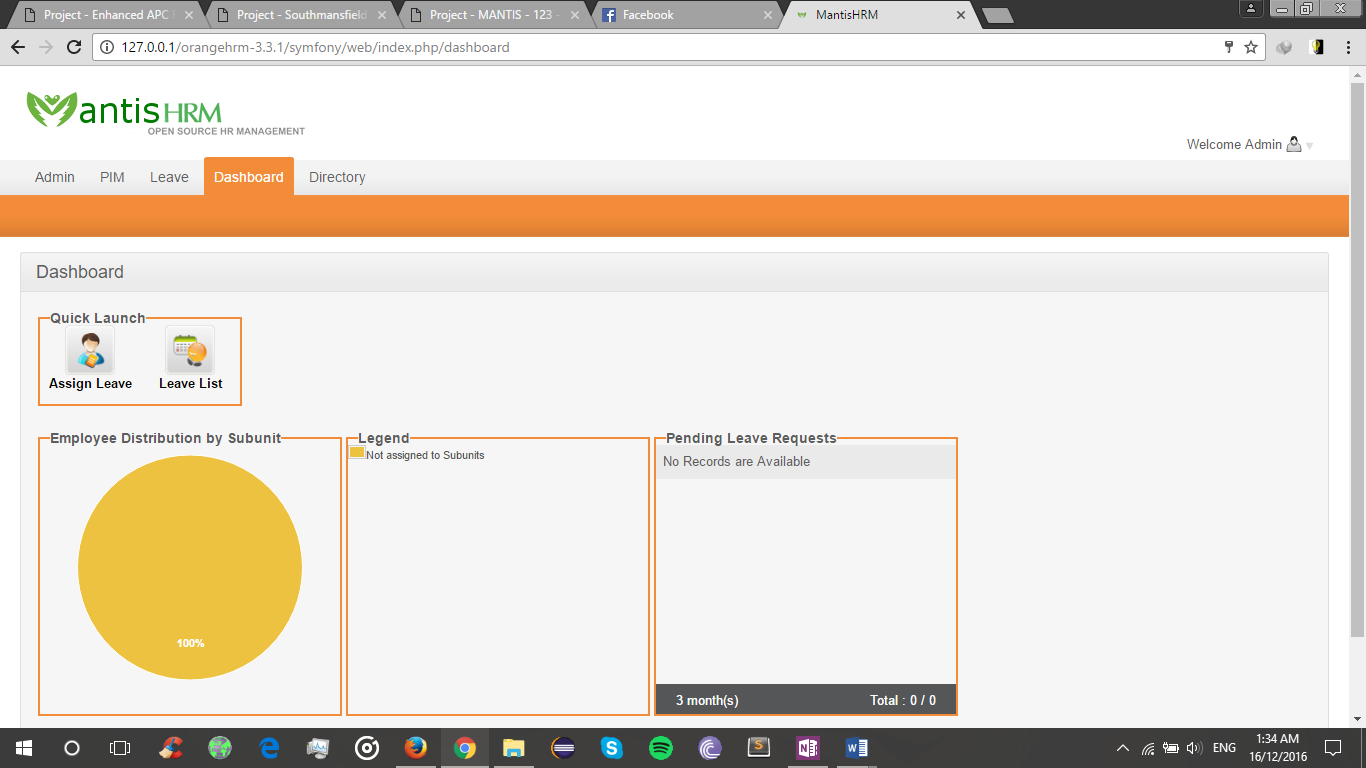 Project - Enhanced APC
Project - Southmansfield
Project - MANTIS - 123 -
Facebook
MantisHRM
127.0.0.1/orangehrm-3.3.1/symfony/web/index.php/dashboard
antis HRM
OPEN SOURCE HR MANAGEMENT
Welcome Admin
Admin PIM Leave Dashboard Directory
Dashboard
Quick Launch
Assign Leave Leave List
Employee Distribution by Subunit
100%
Legend
Not assigned to Subunits
Pending Leave Requests
No Records are Available
3 month(s) Total : 0 / 0
ENG
1:34 AM
16/12/2016